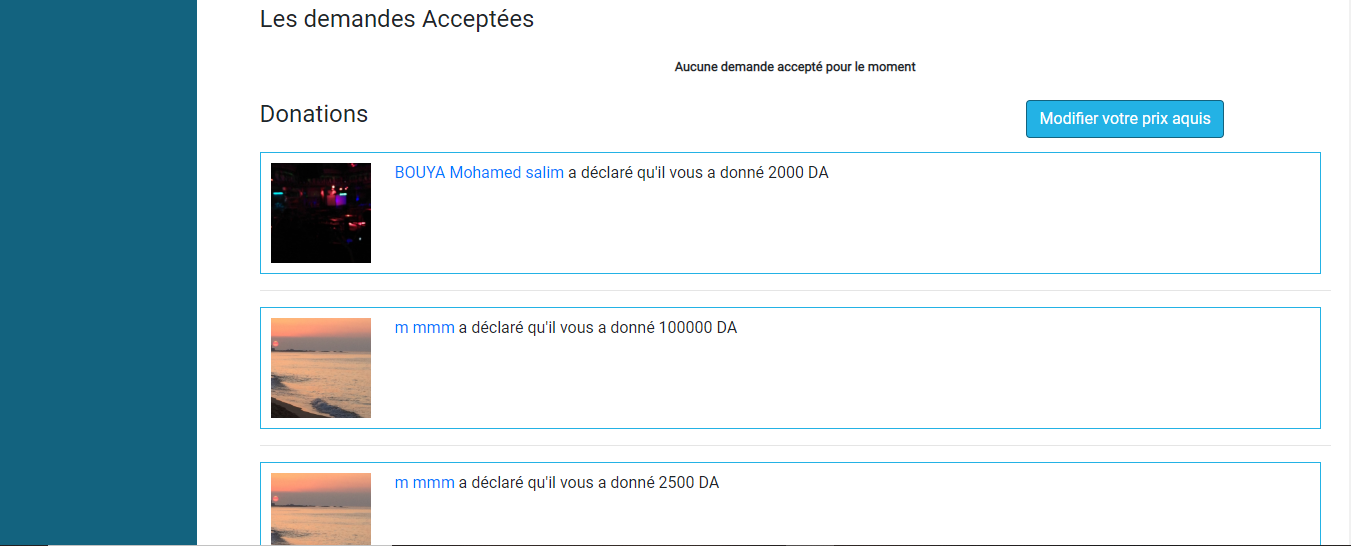 Les demandes Acceptées
Aucune demande accepté pour le moment
Donations
Modifier votre prix aquis
BOUYA Mohamed salim a déclaré qu'il vous a donné 2000 DA
m mmm a déclaré qu'il vous a donné 100000 DA
m mmm a déclaré qu'il vous a donné 2500 DA